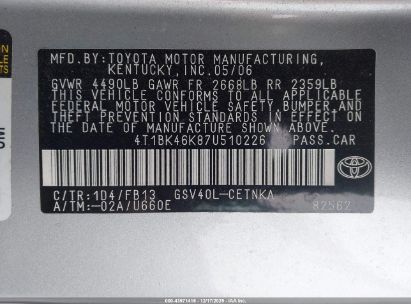 MFD.BY:TOYOTA MOTOR MANUFACTURING,
KENTUCKY,INC.05/06
GVWR 4490LB GAWR FR 2668LB RR 2359LB
THIS VEHICLE CONFORMS TO ALL APPLICABLE
FEDERAL MOTOR VEHICLE SAFETY, BUMPER, AND
THEFT PREVENTION STANDARDS IN EFFECT ON
THE DATE OF MANUFACTURE SHOWN ABOVE.
4T1BK46K87U510226 PASS.CAR
C/TR:1D4/FB13 GSV40L-CETNKA
A/TM:-02A/U660E 82562
TOYOTA